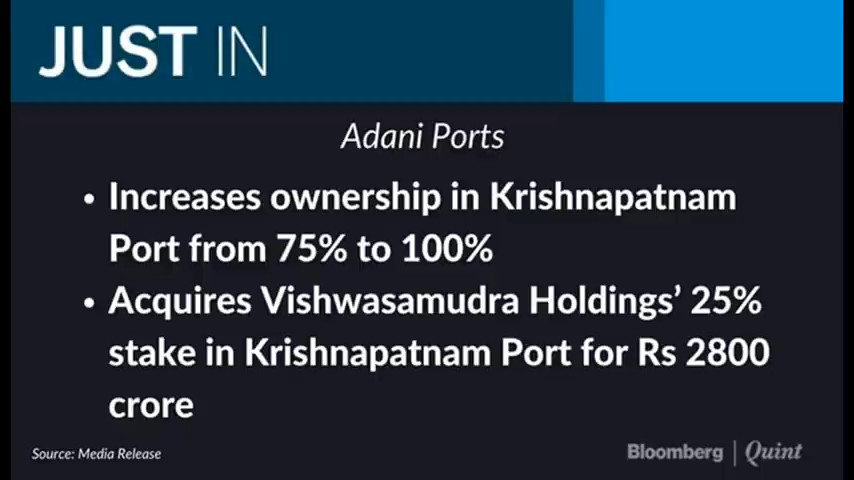 JUST IN
Adani Ports
• Increases ownership in Krishnapatnam
Port from 75% to 100%
• Acquires Vishwasamudra Holdings’ 25%
stake in Krishnapatnam Port for Rs 2800
crore
Source: Media Release
Bloomberg | Quint